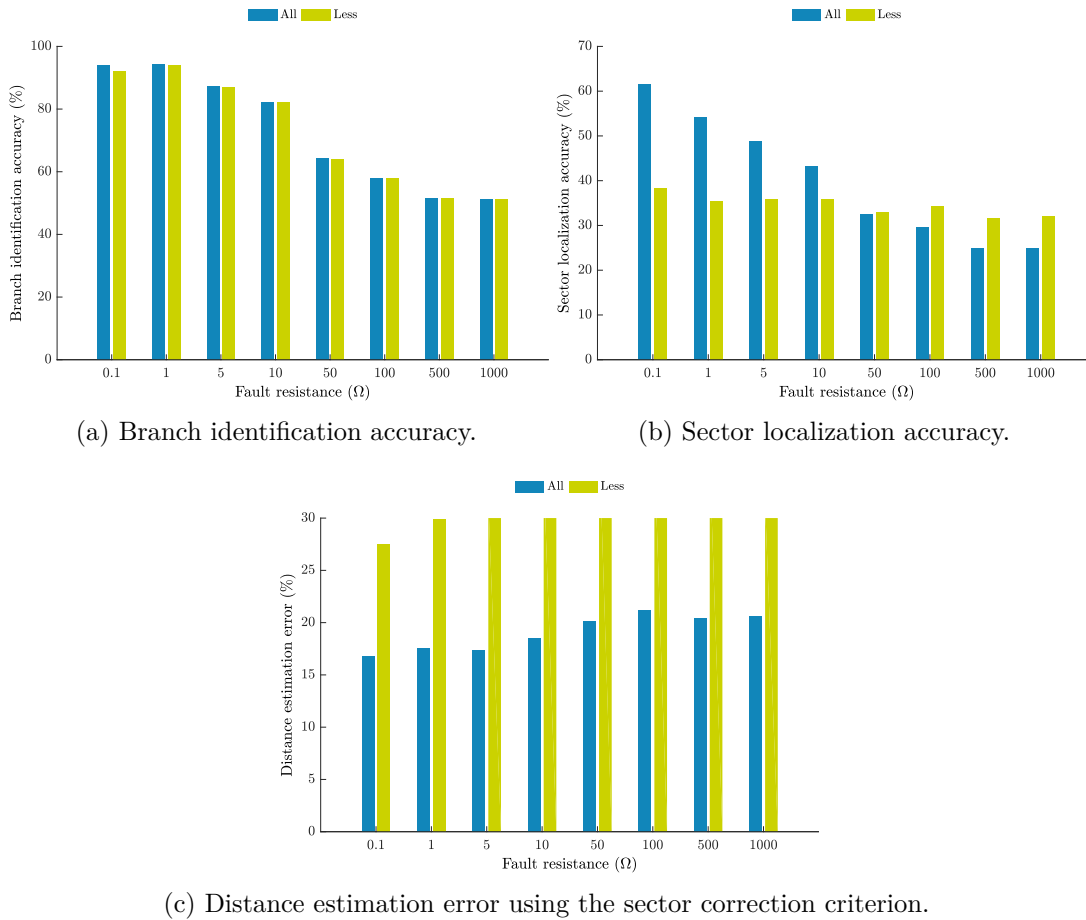 All Less
100
80
60
40
20
0
Branch identification accuracy (%)
0.1 1 5 10 50 100 500 1000
Fault resistance (Ω)
(a) Branch identification accuracy.
All Less
70
60
50
40
30
20
10
0
Sector localization accuracy (%)
0.1 1 5 10 50 100 500 1000
Fault resistance (Ω)
(b) Sector localization accuracy.
All Less
30
25
20
15
10
5
0
Distance estimation error (%)
0.1 1 5 10 50 100 500 1000
Fault resistance (Ω)
(c) Distance estimation error using the sector correction criterion.